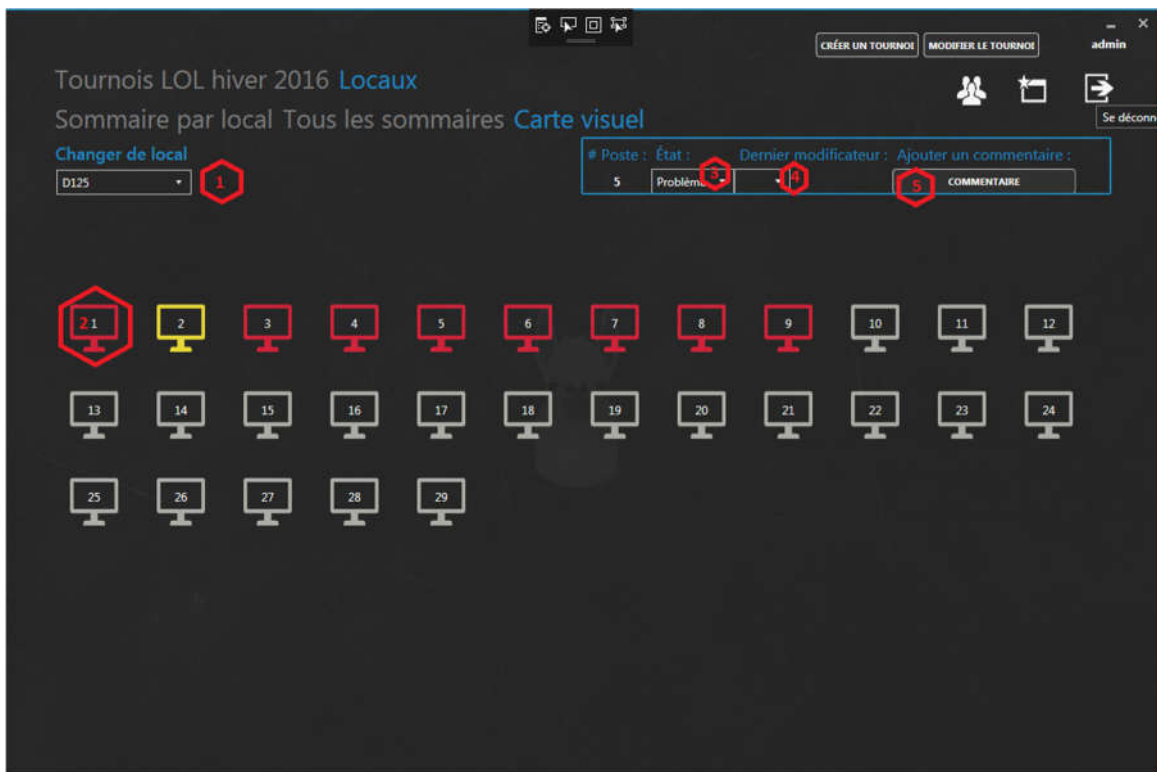 CRÉER UN TOURNOI MODIFIER LE TOURNOI admin
Tournois LOL hiver 2016 Locaux
Sommaire par local Tous les sommaires Carte visuel
Se déconn
Changer de local
D125
1
# Poste : État : Dernier modificateur : Ajouter un commentaire :
5 Problème 3 4 5 COMMENTAIRE
2 1 2 3 4 5 6 7 8 9 10 11 12
13 14 15 16 17 18 19 20 21 22 23 24
25 26 27 28 29